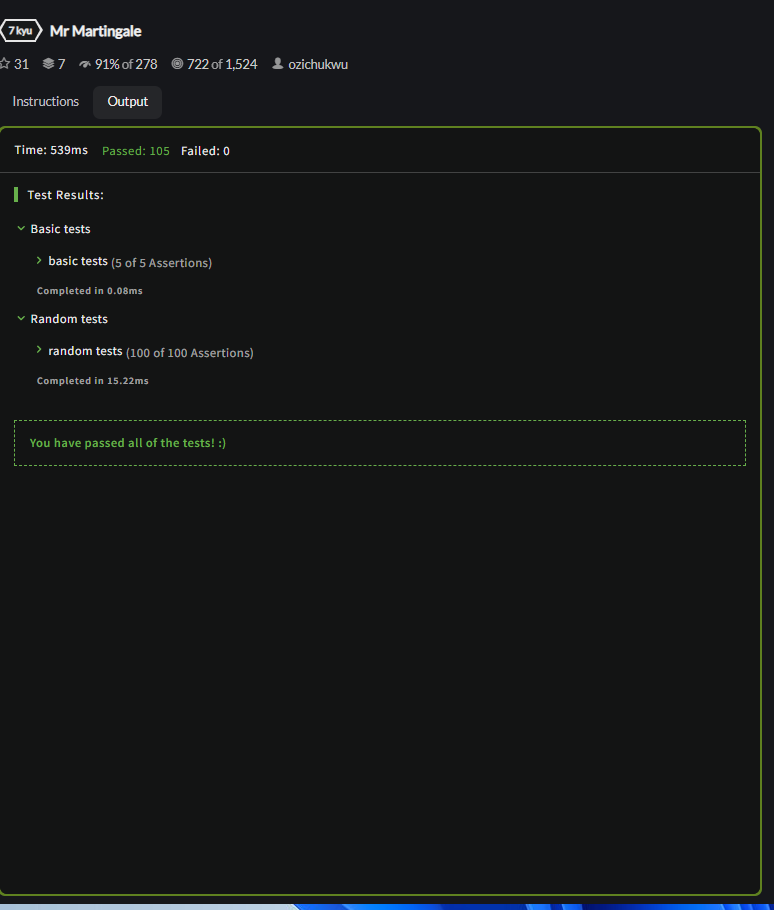 7 kyu Mr Martingale
31 7 91% of 278 722 of 1,524 ozichukwu
Instructions Output
Time: 539ms Passed: 105 Failed: 0
Test Results:
Basic tests
basic tests (5 of 5 Assertions)
Completed in 0.08ms
Random tests
random tests (100 of 100 Assertions)
Completed in 15.22ms
You have passed all of the tests! :)